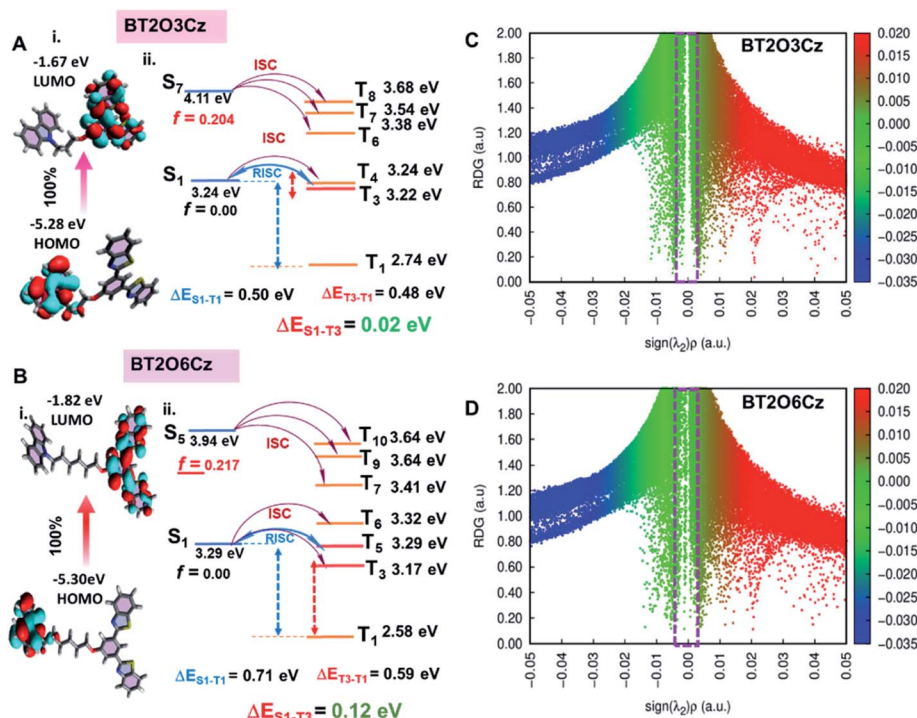 BT2O3Cz
A
i.
-1.67 eV
LUMO
100%
-5.28 eV
HOMO
ii.
S7
4.11 eV
f = 0.204
ISC
T8 3.68 eV
T7 3.54 eV
T6 3.38 eV
S1
3.24 eV
f = 0.00
ISC
RISC
T4 3.24 eV
T3 3.22 eV
T1 2.74 eV
ΔES1-T1 = 0.50 eV
ΔET3-T1 = 0.48 eV
ΔES1-T3 = 0.02 eV
BT2O6Cz
B
i.
-1.82 eV
LUMO
100%
-5.30eV
HOMO
ii.
S5
3.94 eV
f = 0.217
ISC
T10 3.64 eV
T9 3.64 eV
T7 3.41 eV
S1
3.29 eV
f = 0.00
ISC
RISC
T6 3.32 eV
T5 3.29 eV
T3 3.17 eV
T1 2.58 eV
ΔES1-T1 = 0.71 eV
ΔET3-T1 = 0.59 eV
ΔES1-T3 = 0.12 eV
C
BT2O3Cz
RDG (a.u)
2.00
1.80
1.60
1.40
1.20
1.00
0.80
0.60
0.40
0.20
0.00
-0.05 -0.04 -0.03 -0.02 -0.01 0.00 0.01 0.02 0.03 0.04 0.05
sign(λ2)ρ (a.u.)
0.020
0.015
0.010
0.005
0.000
-0.005
-0.010
-0.015
-0.020
-0.025
-0.030
-0.035
D
BT2O6Cz
RDG (a.u)
2.00
1.80
1.60
1.40
1.20
1.00
0.80
0.60
0.40
0.20
0.00
-0.05 -0.04 -0.03 -0.02 -0.01 0.00 0.01 0.02 0.03 0.04 0.05
sign(λ2)ρ (a.u.)
0.020
0.015
0.010
0.005
0.000
-0.005
-0.010
-0.015
-0.020
-0.025
-0.030
-0.035